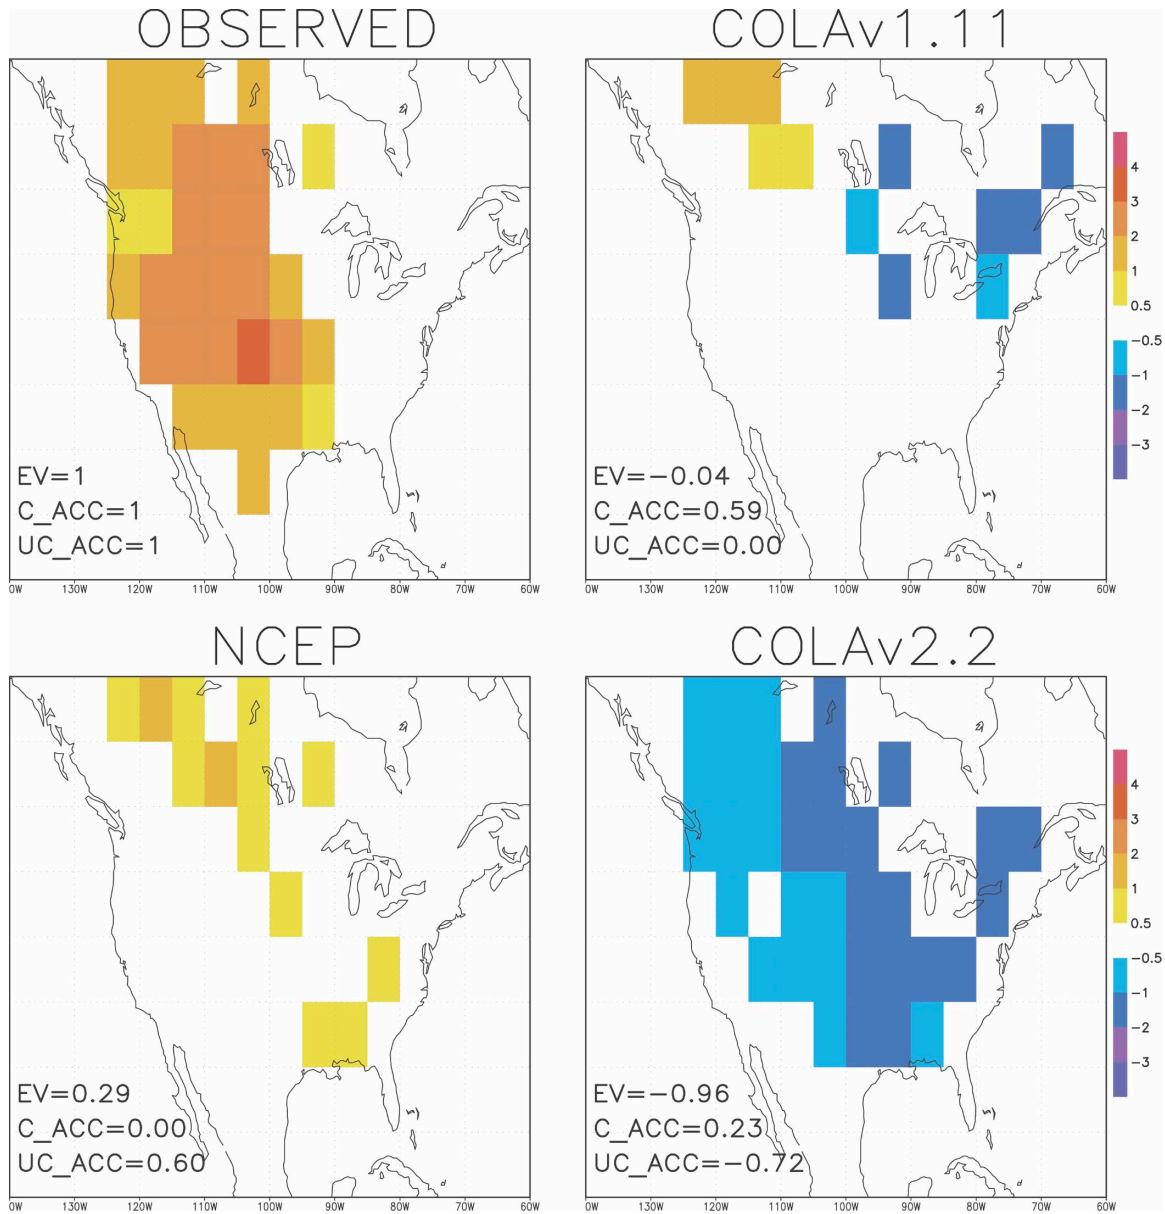 OBSERVED
COLAv1.11
EV=1
C_ACC=1
UC_ACC=1
EV=−0.04
C_ACC=0.59
UC_ACC=0.00
4
3
2
1
0.5
−0.5
−1
−2
−3
0W 130W 120W 110W 100W 90W 80W 70W 60W
0W 130W 120W 110W 100W 90W 80W 70W 60W
NCEP
COLAv2.2
EV=0.29
C_ACC=0.00
UC_ACC=0.60
EV=−0.96
C_ACC=0.23
UC_ACC=−0.72
4
3
2
1
0.5
−0.5
−1
−2
−3
0W 130W 120W 110W 100W 90W 80W 70W 60W
0W 130W 120W 110W 100W 90W 80W 70W 60W